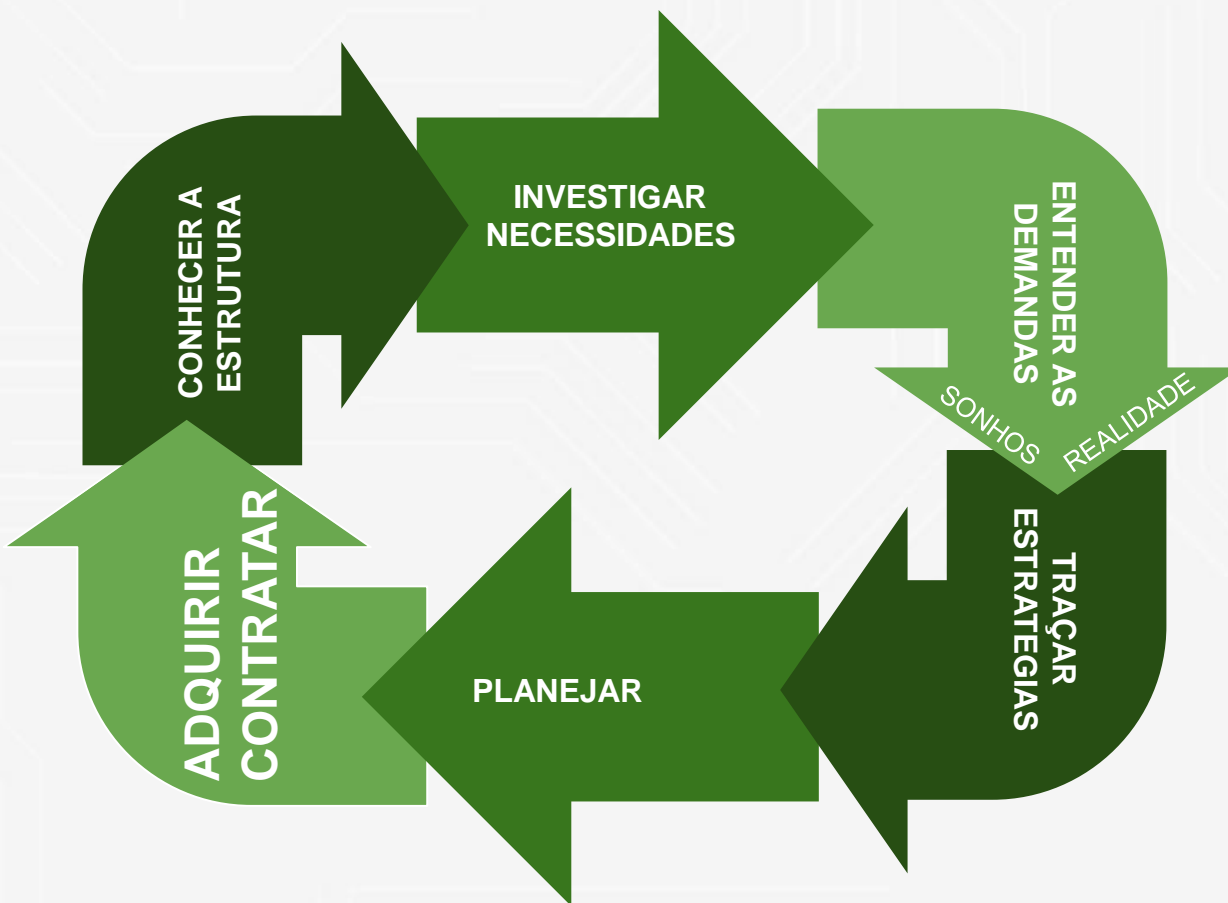 CONHECER A
ESTRUTURA
INVESTIGAR
NECESSIDADES
ENTENDER AS
DEMANDAS
SONHOS
REALIDADE
TRAÇAR
ESTRATEGIAS
PLANEJAR
ADQUIRIR
CONTRATAR